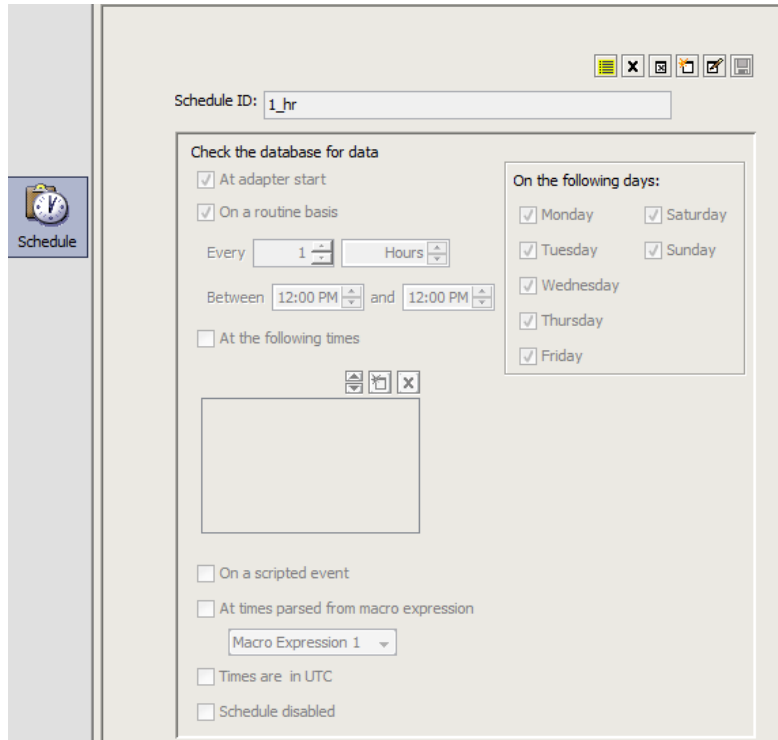 Schedule ID: 1_hr
Check the database for data
At adapter start
On the following days:
On a routine basis
Monday Saturday
Schedule
Every 1 Hours
Tuesday Sunday
Wednesday
Between 12:00 PM and 12:00 PM
Thursday
At the following times
Friday
On a scripted event
At times parsed from macro expression
Macro Expression 1
Times are in UTC
Schedule disabled